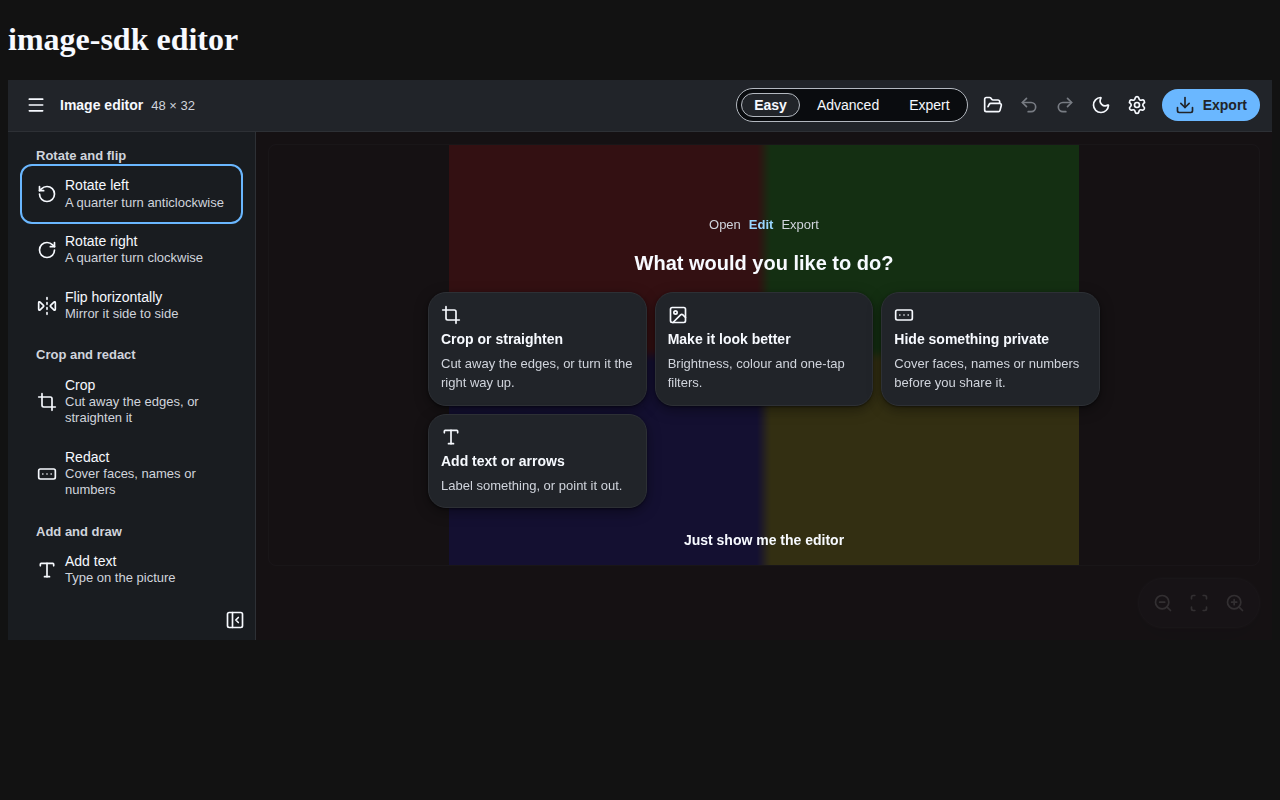 image-sdk editor
Image editor 48 × 32
Easy Advanced Expert
Export
Rotate and flip
Rotate left
A quarter turn anticlockwise
Rotate right
A quarter turn clockwise
Flip horizontally
Mirror it side to side
Crop and redact
Crop
Cut away the edges, or
straighten it
Redact
Cover faces, names or
numbers
Add and draw
Add text
Type on the picture
Open Edit Export
What would you like to do?
Crop or straighten
Cut away the edges, or turn it the
right way up.
Make it look better
Brightness, colour and one-tap
filters.
Hide something private
Cover faces, names or numbers
before you share it.
Add text or arrows
Label something, or point it out.
Just show me the editor